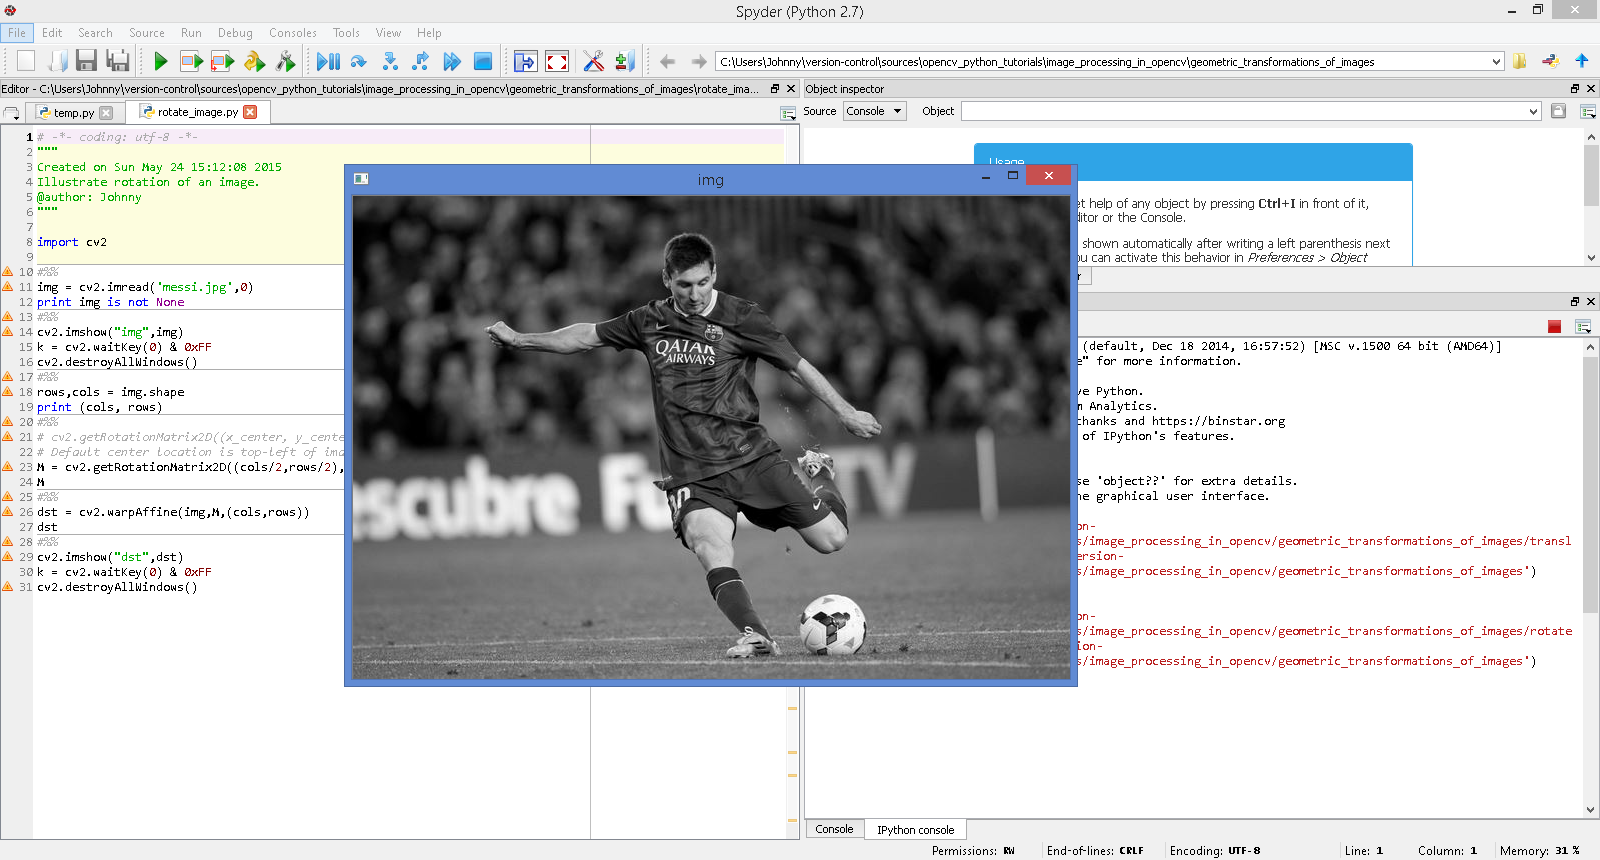 Spyder (Python 2.7)
File Edit Search Source Run Debug Consoles Tools View Help
C:\Users\Johnny\version-control\sources\opencv_python_tutorials\image_processing_in_opencv\geometric_transformations_of_images
Editor - C:\Users\Johnny\version-control\sources\opencv_python_tutorials\image_processing_in_opencv\geometric_transformations_of_images\rotate_ima...
temp.py
rotate_image.py
1 # -*- coding: utf-8 -*-
2 """
3 Created on Sun May 24 15:12:08 2015
4 Illustrate rotation of an image.
5 @author: Johnny
6 """
7
8 import cv2
9
10 #%%
11 img = cv2.imread('messi.jpg',0)
12 print img is not None
13 #%%
14 cv2.imshow("img",img)
15 k = cv2.waitKey(0) & 0xFF
16 cv2.destroyAllWindows()
17 #%%
18 rows,cols = img.shape
19 print (cols, rows)
20 #%%
21 # cv2.getRotationMatrix2D((x_center, y_cente
22 # Default center location is top-left of ima
23 M = cv2.getRotationMatrix2D((cols/2,rows/2),
24 M
25 #%%
26 dst = cv2.warpAffine(img,M,(cols,rows))
27 dst
28 #%%
29 cv2.imshow("dst",dst)
30 k = cv2.waitKey(0) & 0xFF
31 cv2.destroyAllWindows()
img
QATAR
AIRWAYS
escubre Fu
TV
Object inspector
Source Console Object
Usage
et help of any object by pressing Ctrl+I in front of it,
ditor or the Console.
shown automatically after writing a left parenthesis next
ou can activate this behavior in Preferences > Object
r
(default, Dec 18 2014, 16:57:52) [MSC v.1500 64 bit (AMD64)]
e" for more information.
ve Python.
m Analytics.
thanks and https://binstar.org
of IPython's features.
se 'object??' for extra details.
he graphical user interface.
on-
s/image_processing_in_opencv/geometric_transformations_of_images/transl
ersion-
s/image_processing_in_opencv/geometric_transformations_of_images')
on-
s/image_processing_in_opencv/geometric_transformations_of_images/rotate
ion-
s/image_processing_in_opencv/geometric_transformations_of_images')
Console
IPython console
Permissions: RW End-of-lines: CRLF Encoding: UTF-8 Line: 1 Column: 1 Memory: 31 %